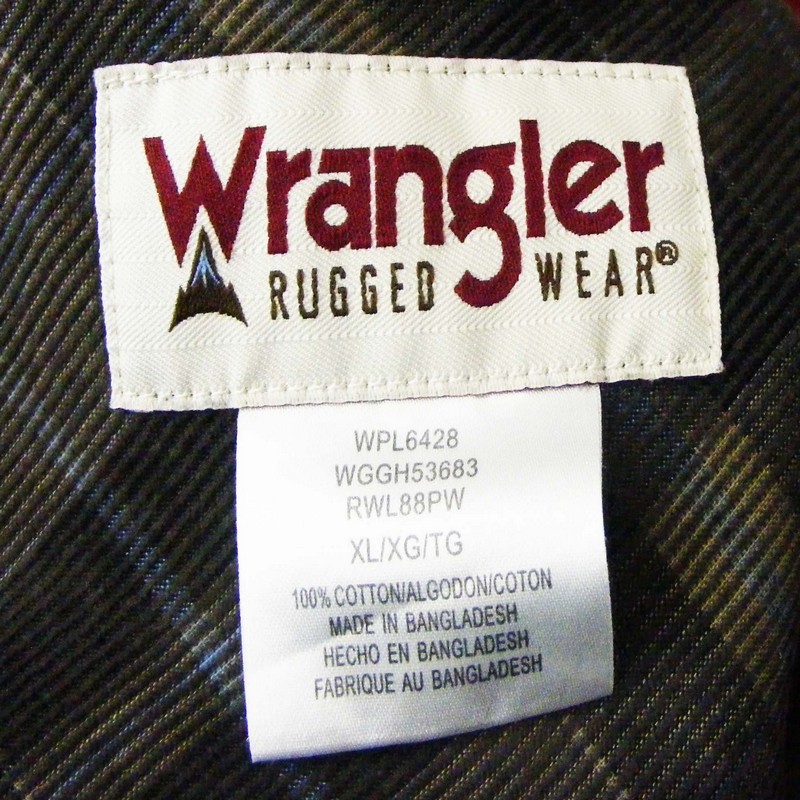 Wrangler
RUGGED WEAR®
WPL6428
WGGH53683
RWL88PW
XL/XG/TG
100% COTTON/ALGODON/COTON
MADE IN BANGLADESH
HECHO EN BANGLADESH
FABRIQUE AU BANGLADESH